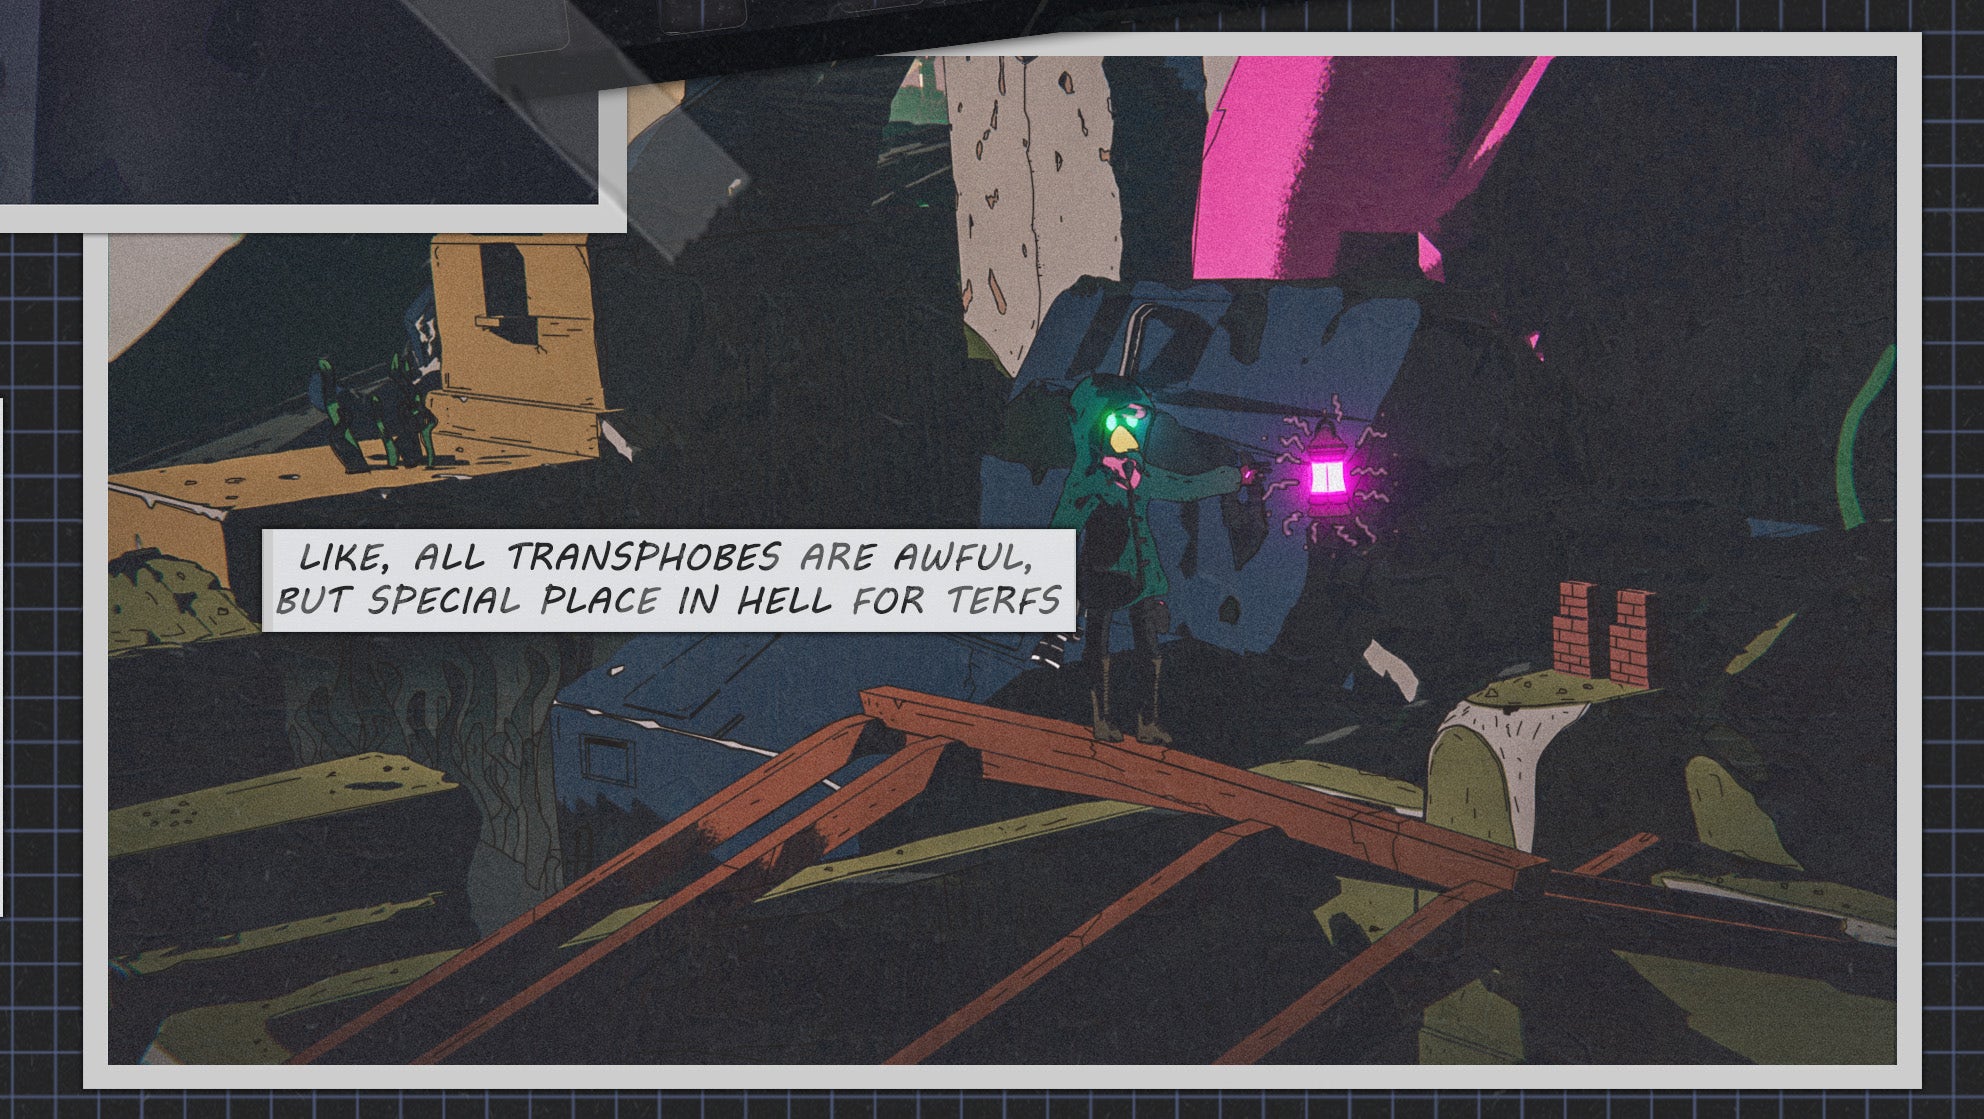 LIKE, ALL TRANSPHOBES ARE AWFUL,
BUT SPECIAL PLACE IN HELL FOR TERFS